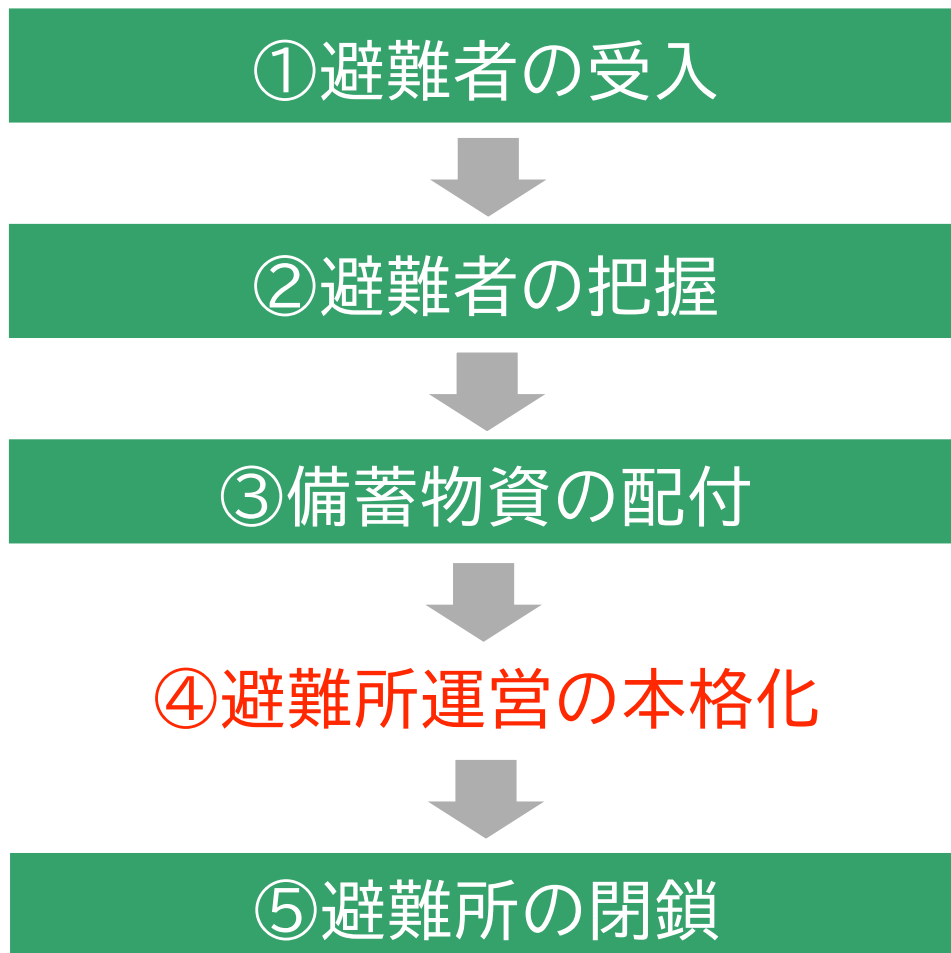 ①避難者の受入
②避難者の把握
③備蓄物資の配付
④避難所運営の本格化
⑤避難所の閉鎖